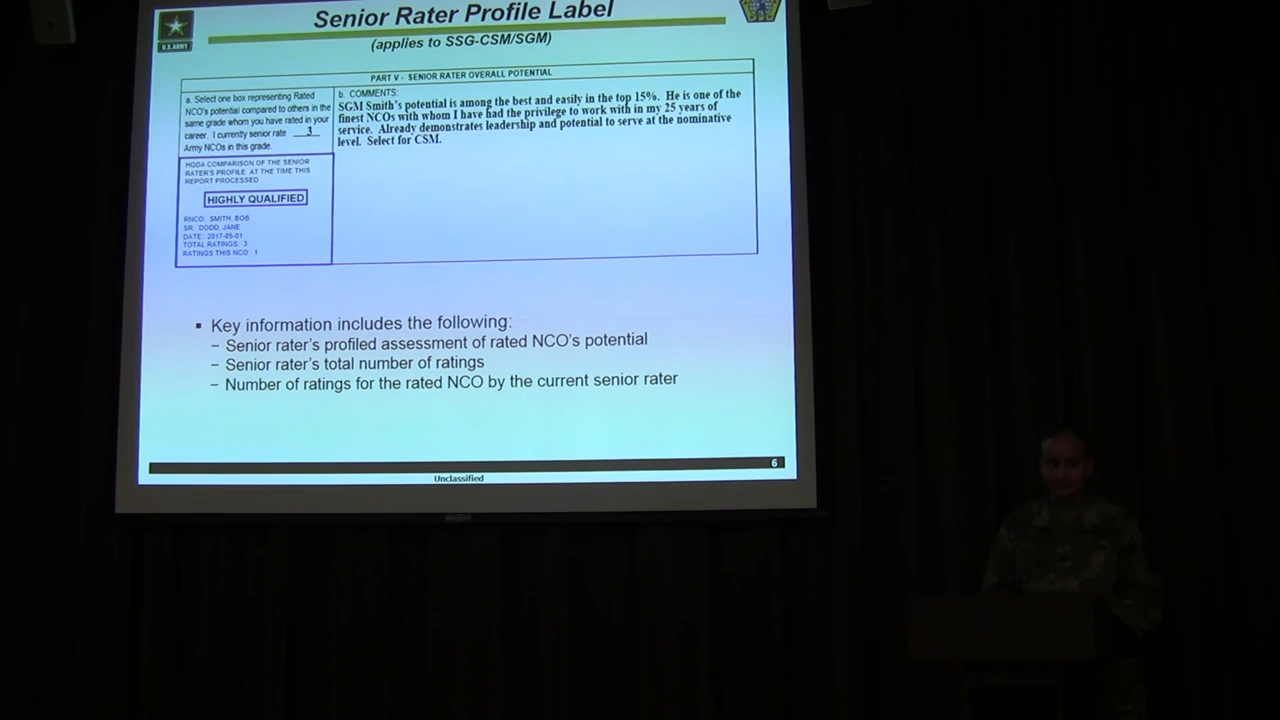 Senior Rater Profile Label
(applies to SSG-CSM/SGM)
U.S. ARMY
PART V - SENIOR RATER OVERALL POTENTIAL
a. Select one box representing Rated
NCO's potential compared to others in the
same grade whom you have rated in your
career. I currently senior rate 3
Army NCOs in this grade.
b. COMMENTS:
SGM Smith's potential is among the best and easily in the top 15%. He is one of the
finest NCOs with whom I have had the privilege to work with in my 25 years of
service. Already demonstrates leadership and potential to serve at the nominative
level. Select for CSM.
HQDA COMPARISON OF THE SENIOR
RATER'S PROFILE AT THE TIME THIS
REPORT PROCESSED
HIGHLY QUALIFIED
RNCO: SMITH, BOB
SR: DODD, JANE
DATE: 2017-05-01
TOTAL RATINGS: 3
RATINGS THIS NCO: 1
▪ Key information includes the following:
– Senior rater's profiled assessment of rated NCO's potential
– Senior rater's total number of ratings
– Number of ratings for the rated NCO by the current senior rater
6
Unclassified